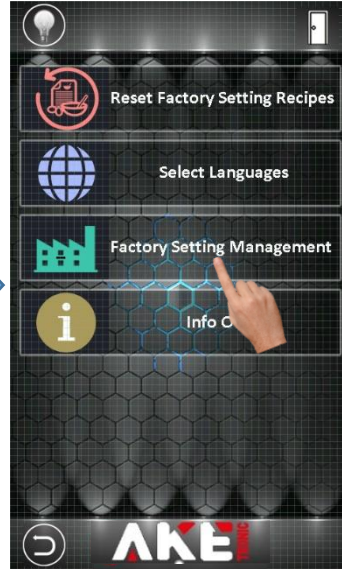 Reset Factory Setting Recipes
Select Languages
Factory Setting Management
Info
AKE